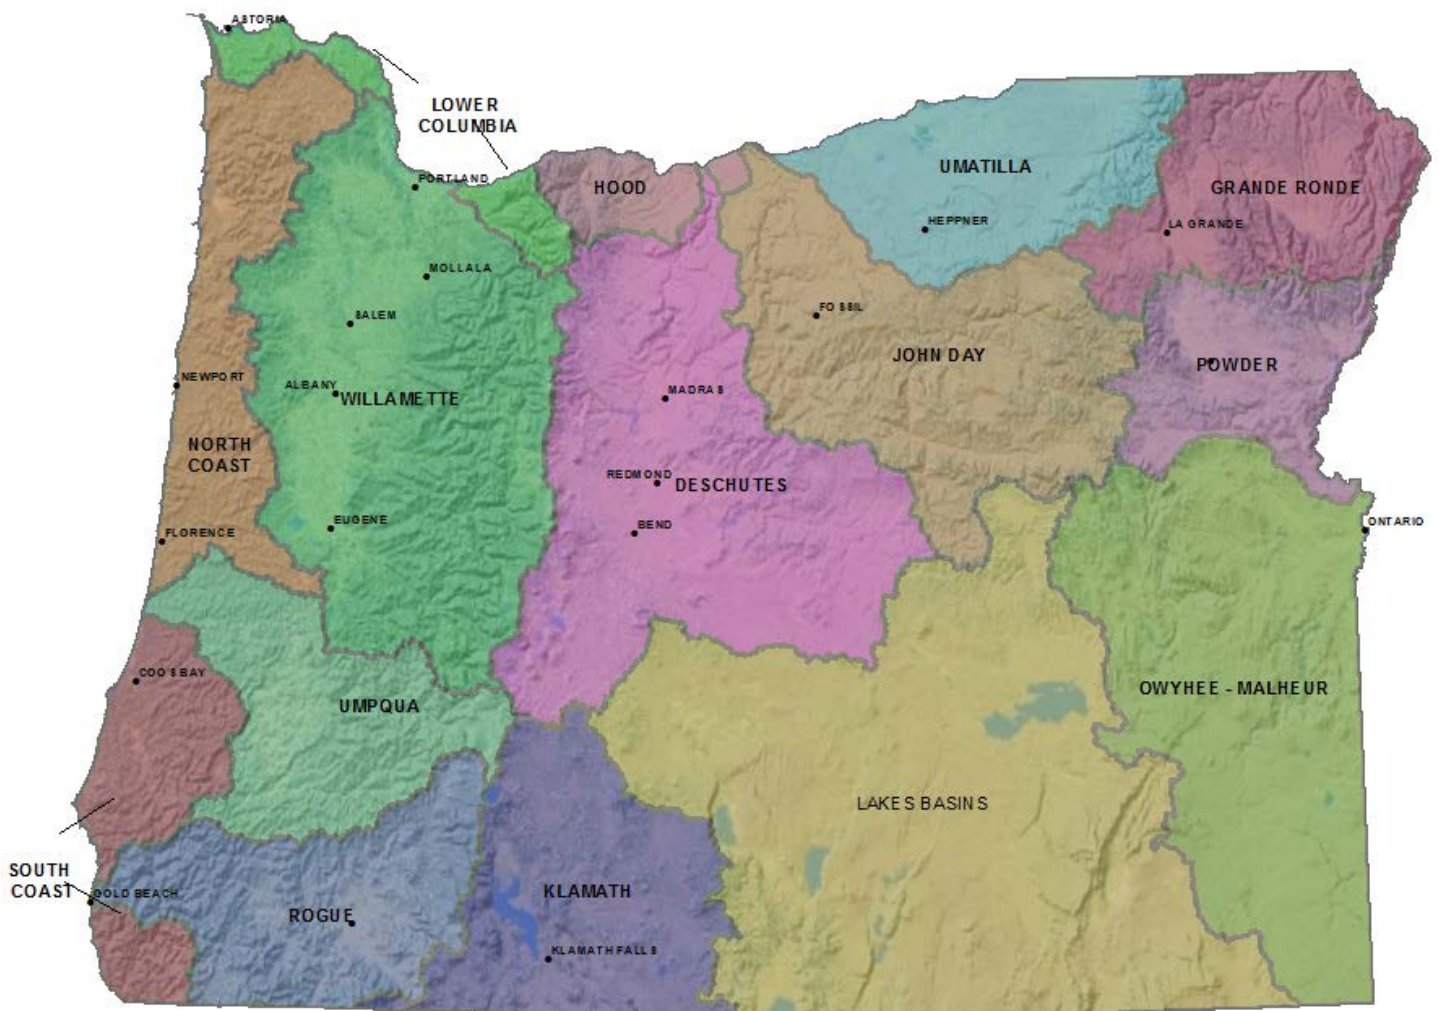 ASTORIA
LOWER
COLUMBIA
PORTLAND
HOOD
UMATILLA
GRANDE RONDE
HEPPNER
LA GRANDE
MOLLALA
SALEM
FOSSIL
JOHN DAY
POWDER
NEWPORT
ALBANY
WILLAMETTE
MADRAS
NORTH
COAST
REDMOND
DESCHUTES
EUGENE
BEND
FLORENCE
ONTARIO
COOS BAY
UMPQUA
OWYHEE - MALHEUR
LAKES BASINS
SOUTH
COAST
GOLD BEACH
ROGUE
KLAMATH
KLAMATH FALLS